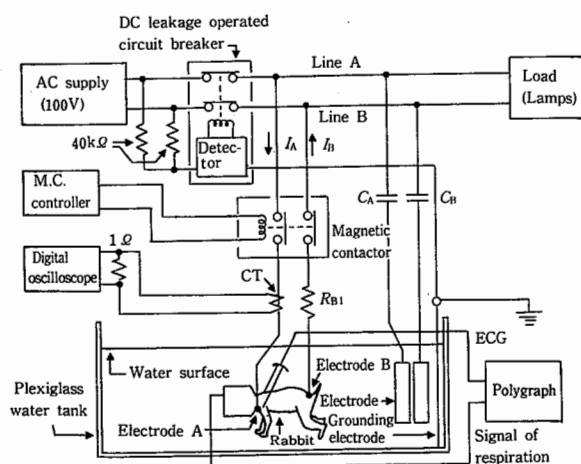 DC leakage operated
circuit breaker
Line A
AC supply
(100V)
Load
(Lamps)
Line B
40kΩ
Detec-
tor
I_A
I_B
M.C.
controller
C_A
C_B
Magnetic
contactor
1Ω
Digital
oscilloscope
CT
R_B1
ECG
Water surface
Electrode B
Polygraph
Plexiglass
water tank
Electrode
Grounding
electrode
Electrode A
Rabbit
Signal of
respiration